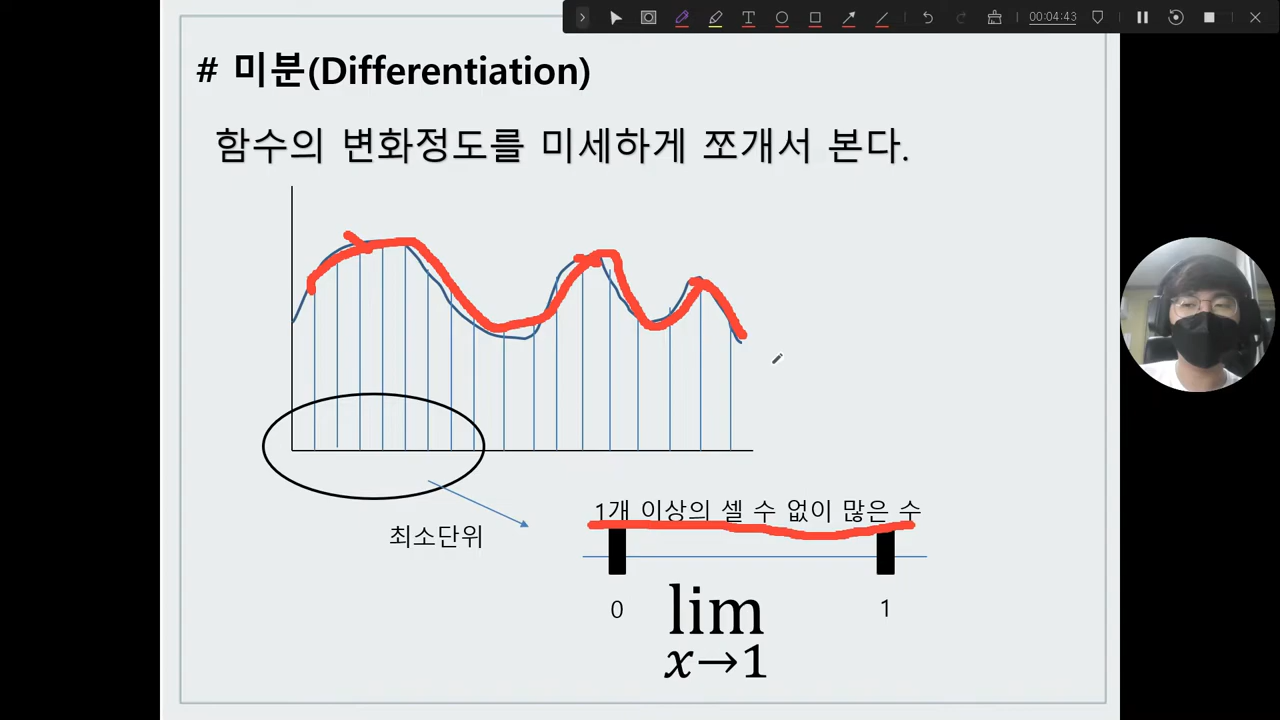 00:04:43
# 미분(Differentiation)
함수의 변화정도를 미세하게 쪼개서 본다.
1개 이상의 셀 수 없이 많은 수
최소단위
0 1
lim
x→1